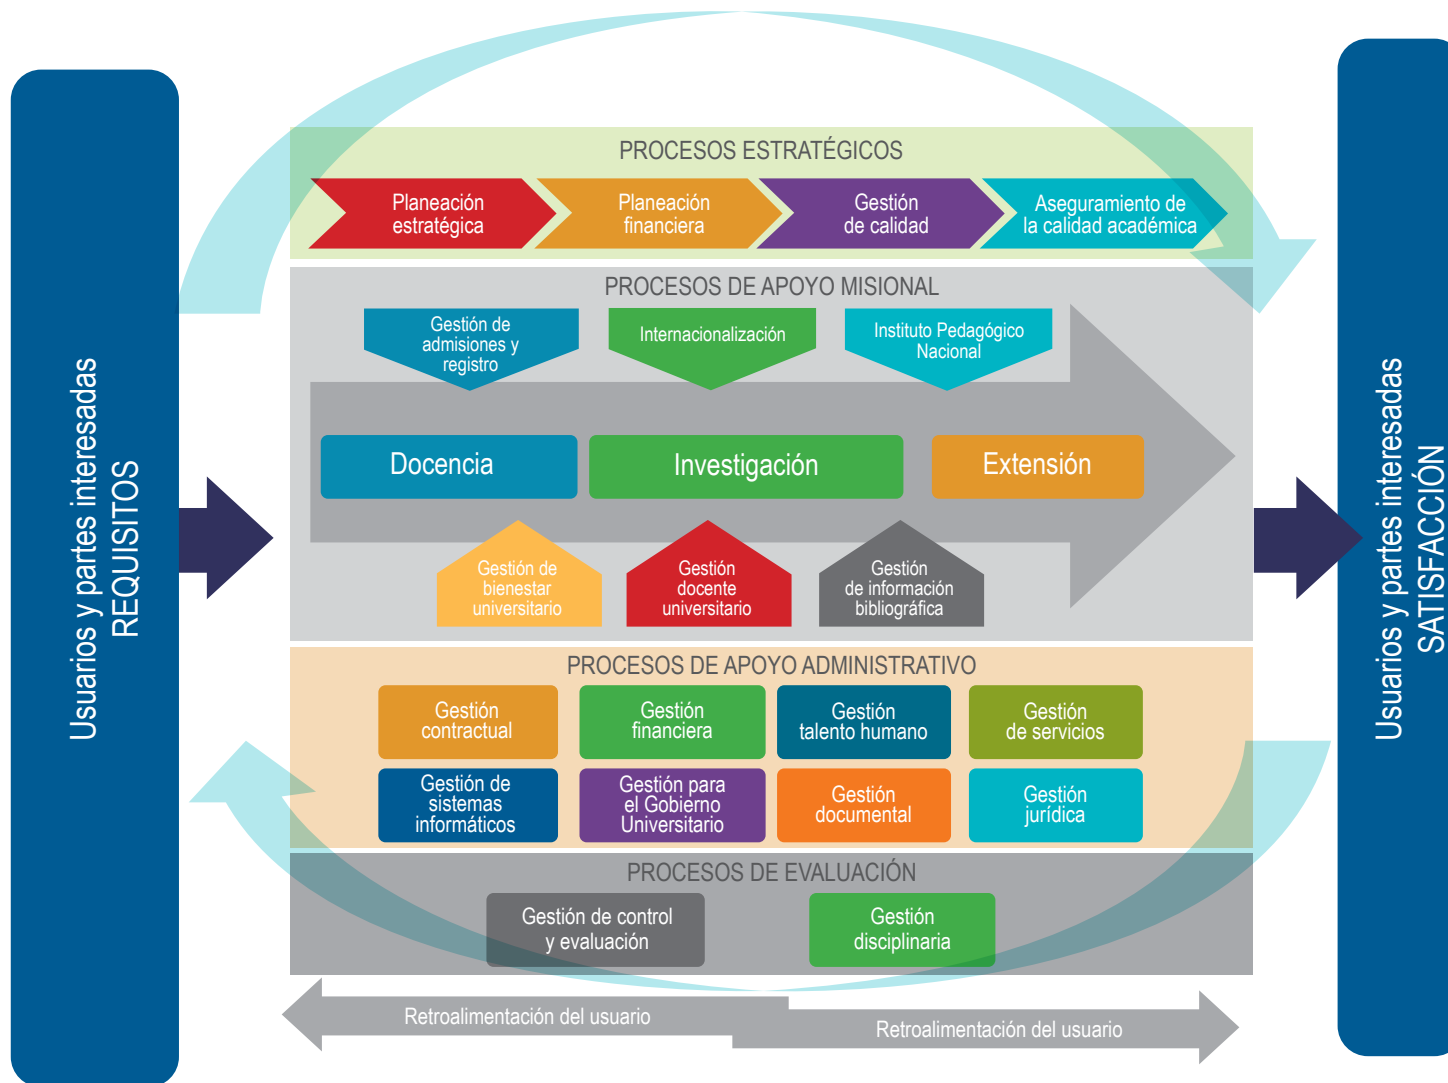 Usuarios y partes interesadas
REQUISITOS
PROCESOS ESTRATÉGICOS
Planeación
estratégica
Planeación
financiera
Gestión
de calidad
Aseguramiento de
la calidad académica
PROCESOS DE APOYO MISIONAL
Gestión de
admisiones y
registro
Internacionalización
Instituto Pedagógico
Nacional
Docencia
Investigación
Extensión
Gestión de
bienestar
universitario
Gestión
docente
universitario
Gestión
de información
bibliográfica
PROCESOS DE APOYO ADMINISTRATIVO
Gestión
contractual
Gestión
financiera
Gestión
talento humano
Gestión
de servicios
Gestión de
sistemas
informáticos
Gestión para
el Gobierno
Universitario
Gestión
documental
Gestión
jurídica
PROCESOS DE EVALUACIÓN
Gestión de control
y evaluación
Gestión
disciplinaria
Retroalimentación del usuario
Retroalimentación del usuario
Usuarios y partes interesadas
SATISFACCIÓN